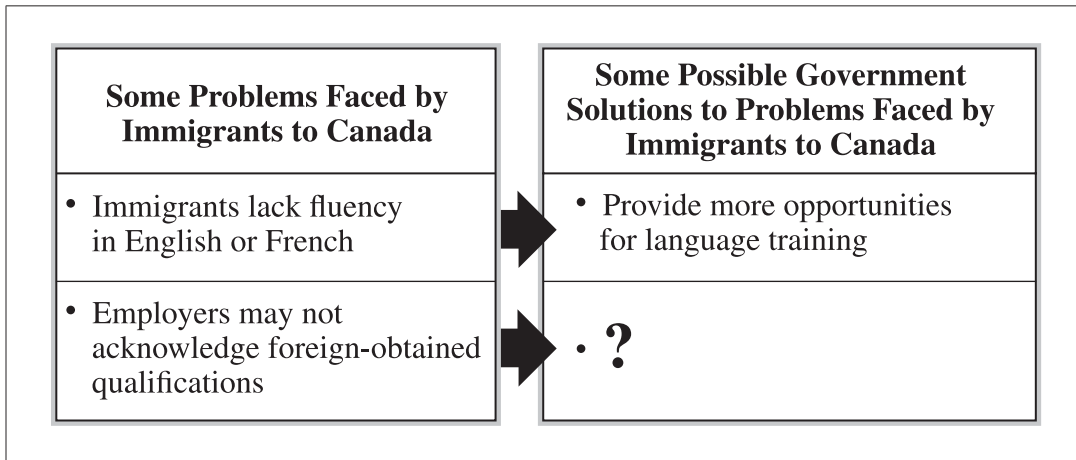 Some Problems Faced by
Immigrants to Canada
Some Possible Government
Solutions to Problems Faced by
Immigrants to Canada
• Immigrants lack fluency
in English or French
• Provide more opportunities
for language training
• Employers may not
acknowledge foreign-obtained
qualifications
• ?